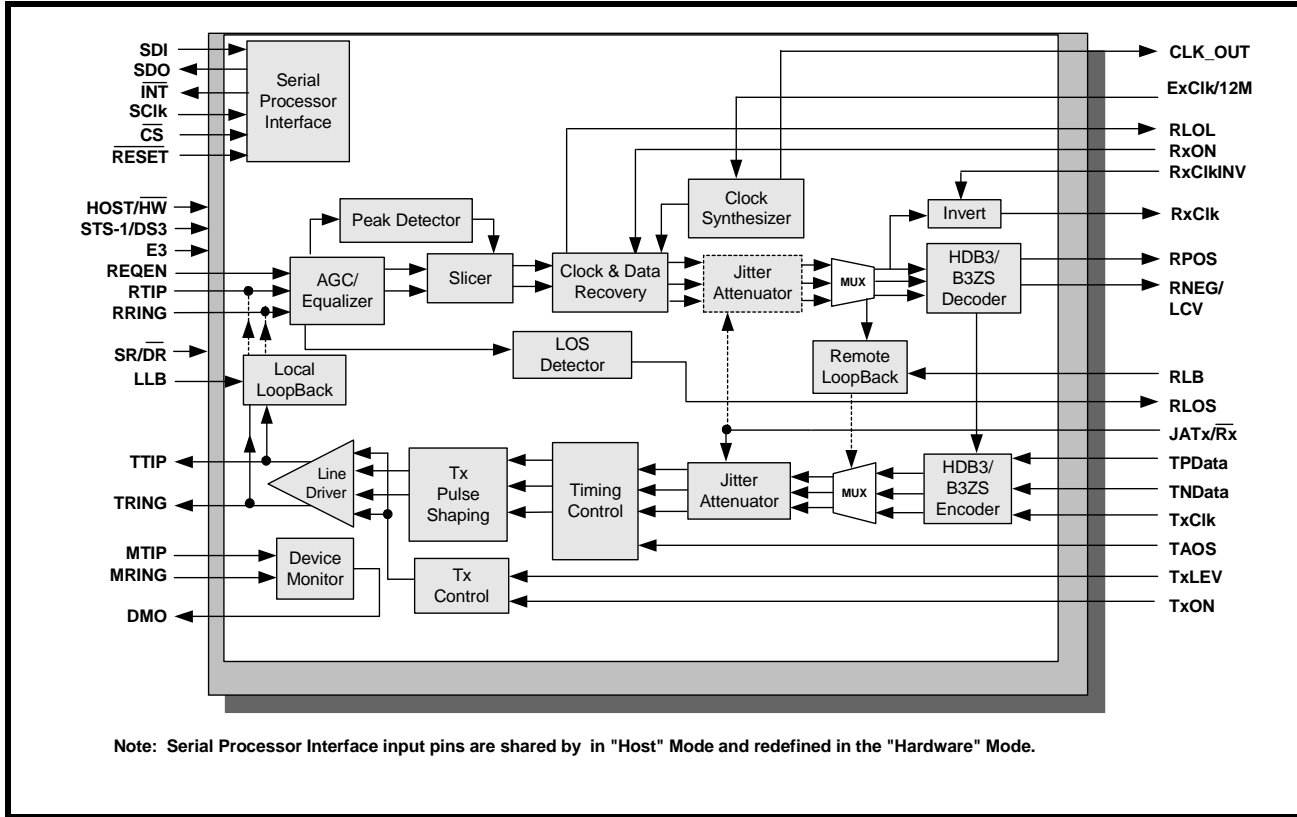 SDI
SDO
INT
SClk
CS
RESET
HOST/HW
STS-1/DS3
E3
REQEN
RTIP
RRING
SR/DR
LLB
TTIP
TRING
MTIP
MRING
DMO
Serial
Processor
Interface
Peak Detector
AGC/
Equalizer
Slicer
Clock & Data
Recovery
Clock
Synthesizer
Jitter
Attenuator
MUX
Invert
HDB3/
B3ZS
Decoder
LOS
Detector
Remote
LoopBack
Local
LoopBack
Line
Driver
Tx
Pulse
Shaping
Timing
Control
Jitter
Attenuator
MUX
HDB3/
B3ZS
Encoder
Device
Monitor
Tx
Control
CLK_OUT
ExClk/12M
RLOL
RxON
RxClkINV
RxClk
RPOS
RNEG/
LCV
RLB
RLOS
JATx/Rx
TPData
TNData
TxClk
TAOS
TxLEV
TxON
Note: Serial Processor Interface input pins are shared by in "Host" Mode and redefined in the "Hardware" Mode.